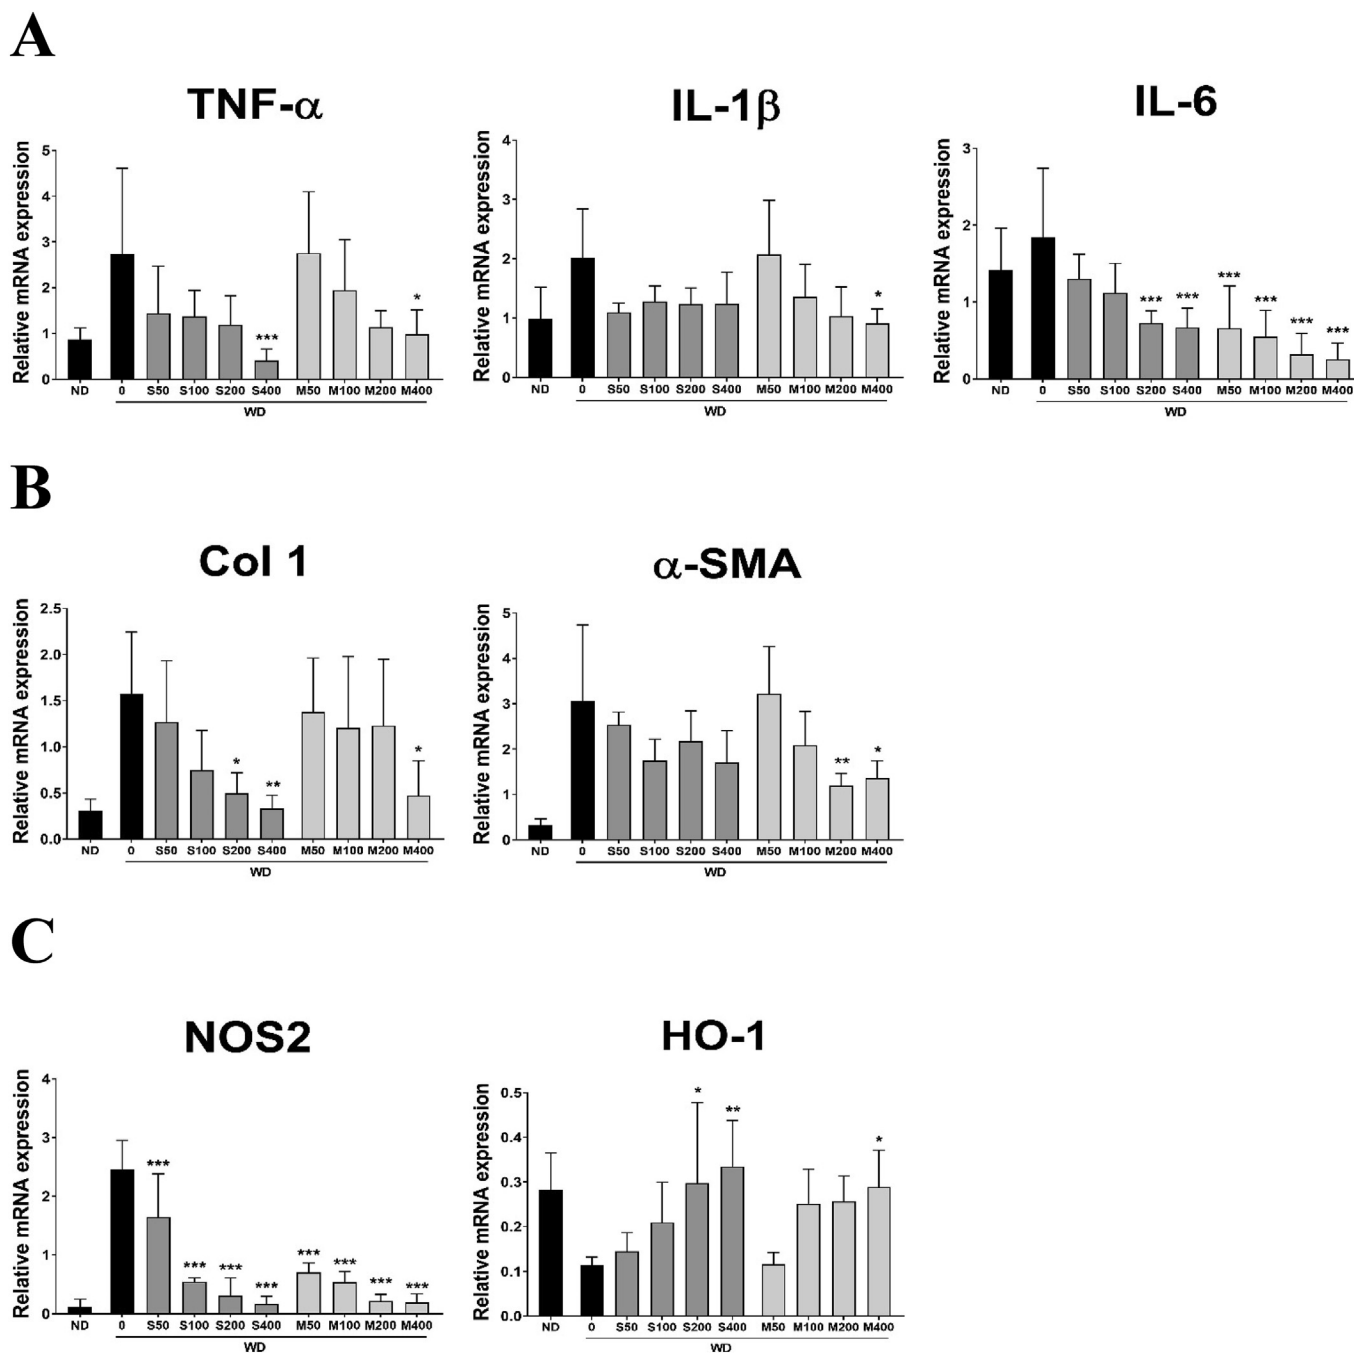 A
TNF-α
Relative mRNA expression
5
4
3
2
1
0
***
*
ND 0 S50 S100 S200 S400 M50 M100 M200 M400
WD
IL-1β
Relative mRNA expression
4
3
2
1
0
*
ND 0 S50 S100 S200 S400 M50 M100 M200 M400
WD
IL-6
Relative mRNA expression
3
2
1
0
*** *** *** *** *** ***
ND 0 S50 S100 S200 S400 M50 M100 M200 M400
WD
B
Col 1
Relative mRNA expression
2.5
2.0
1.5
1.0
0.5
0.0
* ** *
ND 0 S50 S100 S200 S400 M50 M100 M200 M400
WD
α-SMA
Relative mRNA expression
5
4
3
2
1
0
** *
ND 0 S50 S100 S200 S400 M50 M100 M200 M400
WD
C
NOS2
Relative mRNA expression
4
3
2
1
0
*** *** *** *** *** *** *** ***
ND 0 S50 S100 S200 S400 M50 M100 M200 M400
WD
HO-1
Relative mRNA expression
0.5
0.4
0.3
0.2
0.1
0.0
* ** *
ND 0 S50 S100 S200 S400 M50 M100 M200 M400
WD